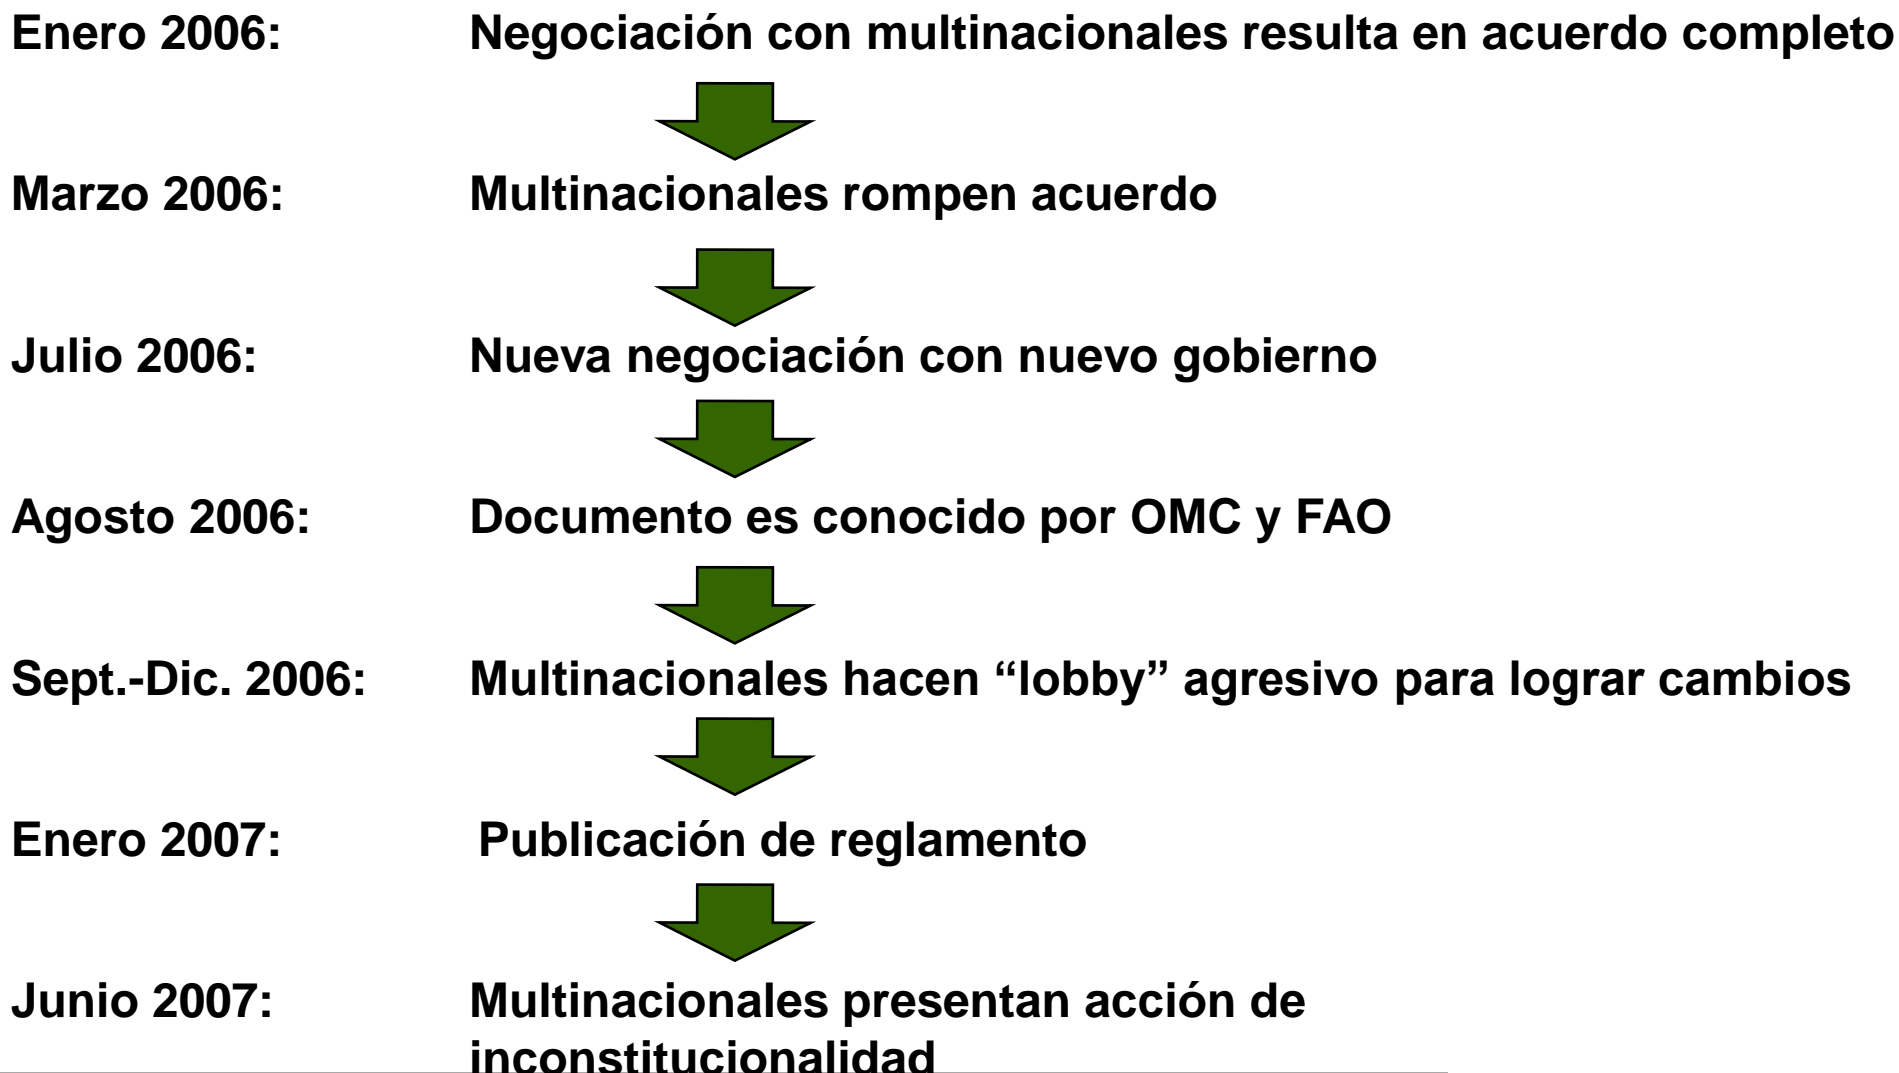 Enero 2006: Negociación con multinacionales resulta en acuerdo completo
Marzo 2006: Multinacionales rompen acuerdo
Julio 2006: Nueva negociación con nuevo gobierno
Agosto 2006: Documento es conocido por OMC y FAO
Sept.-Dic. 2006: Multinacionales hacen “lobby” agresivo para lograr cambios
Enero 2007: Publicación de reglamento
Junio 2007: Multinacionales presentan acción de
inconstitucionalidad